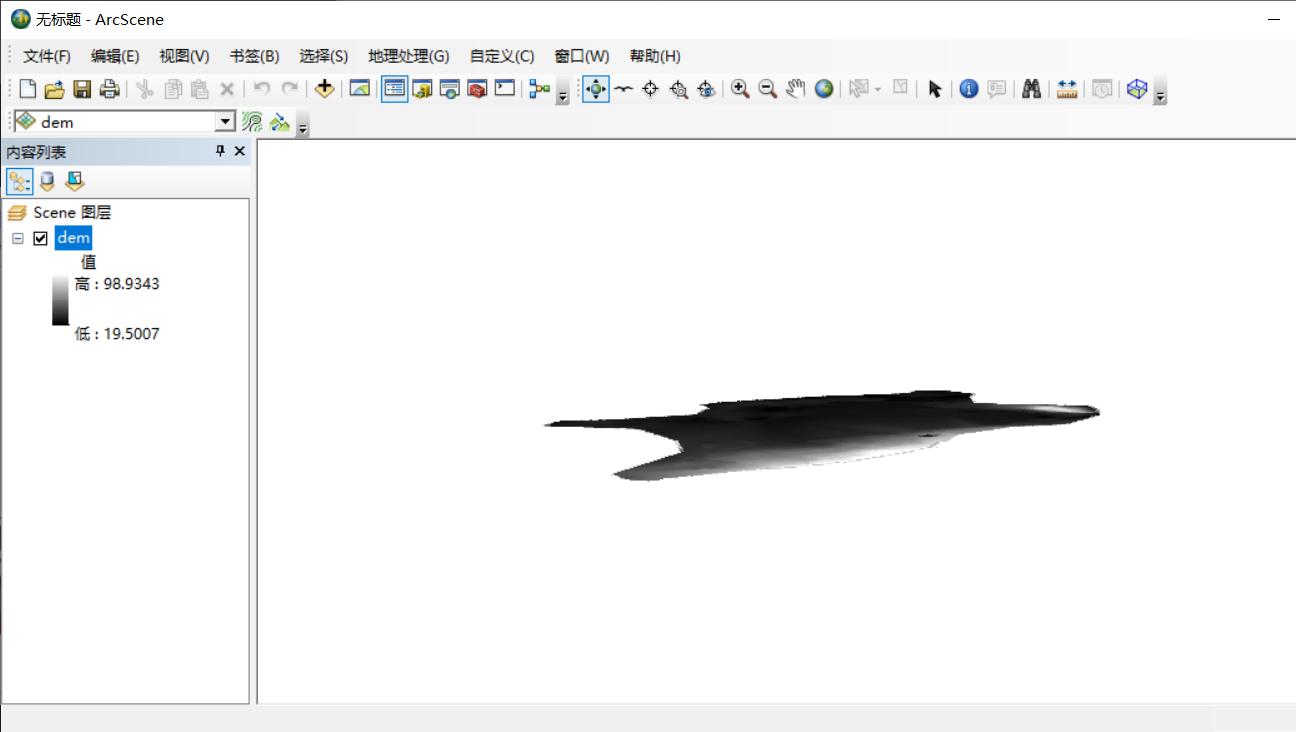 无标题 - ArcScene
文件(F) 编辑(E) 视图(V) 书签(B) 选择(S) 地理处理(G) 自定义(C) 窗口(W) 帮助(H)
dem
内容列表
Scene 图层
dem
值
高 : 98.9343
低 : 19.5007